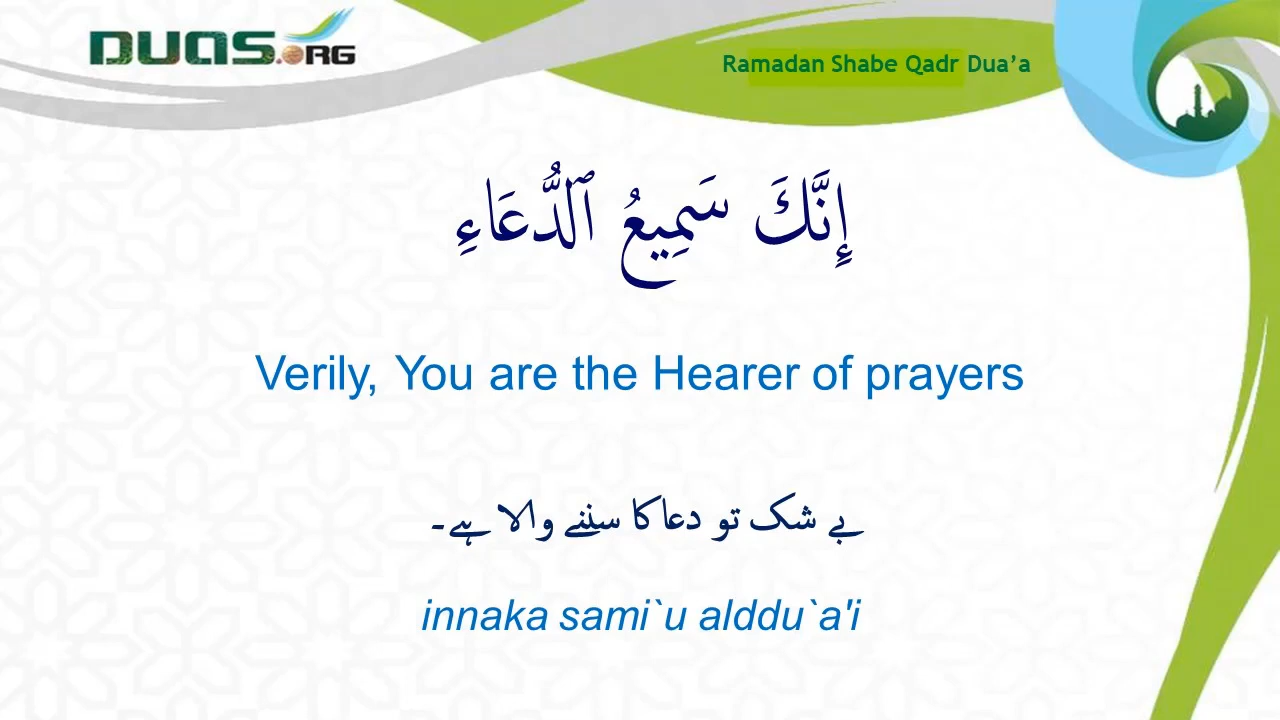 DUAS.ORG
Ramadan Shabe Qadr Dua’a
إِنَّكَ سَمِيعُ ٱلدُّعَاءِ
Verily, You are the Hearer of prayers
بے شک تو دعا کا سننے والا ہے۔
innaka sami`u alddu`a'i